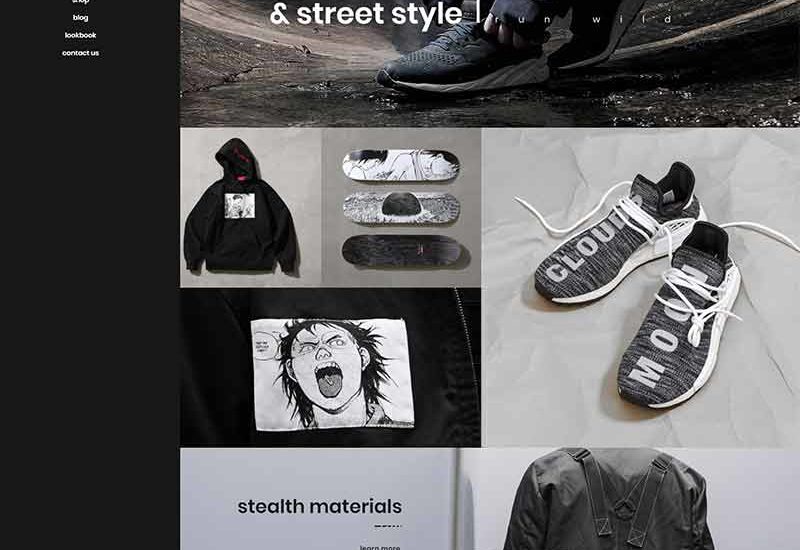 shop
blog
lookbook
contact us
& street style
run wild
CLOUDS
MOON
stealth materials
learn more